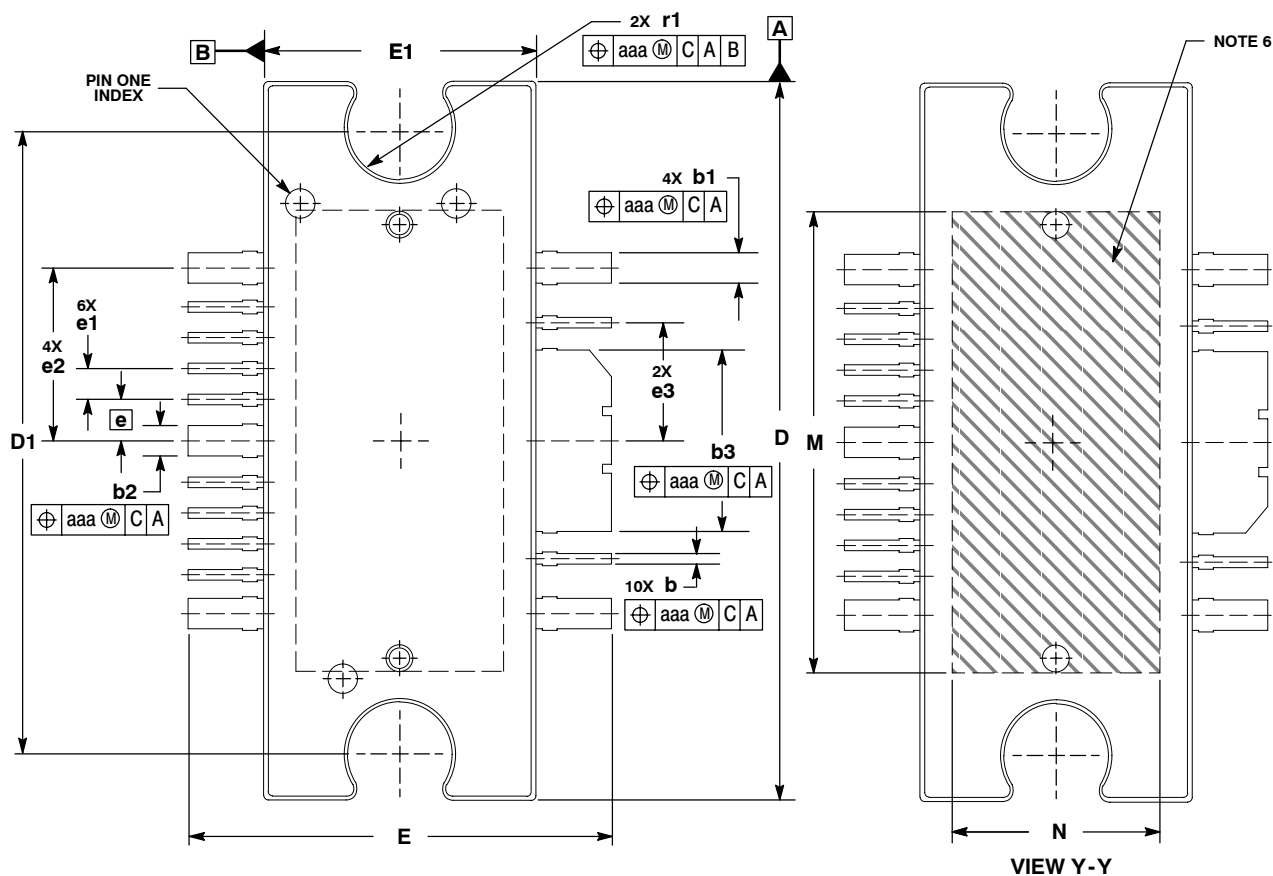 2X r1
⌖ aaa Ⓜ C A B
A
B
E1
NOTE 6
PIN ONE
INDEX
4X b1
⌖ aaa Ⓜ C A
6X
e1
4X
e2
2X
e3
e
D1
D
M
b3
⌖ aaa Ⓜ C A
b2
⌖ aaa Ⓜ C A
10X b
⌖ aaa Ⓜ C A
E
N
VIEW Y-Y